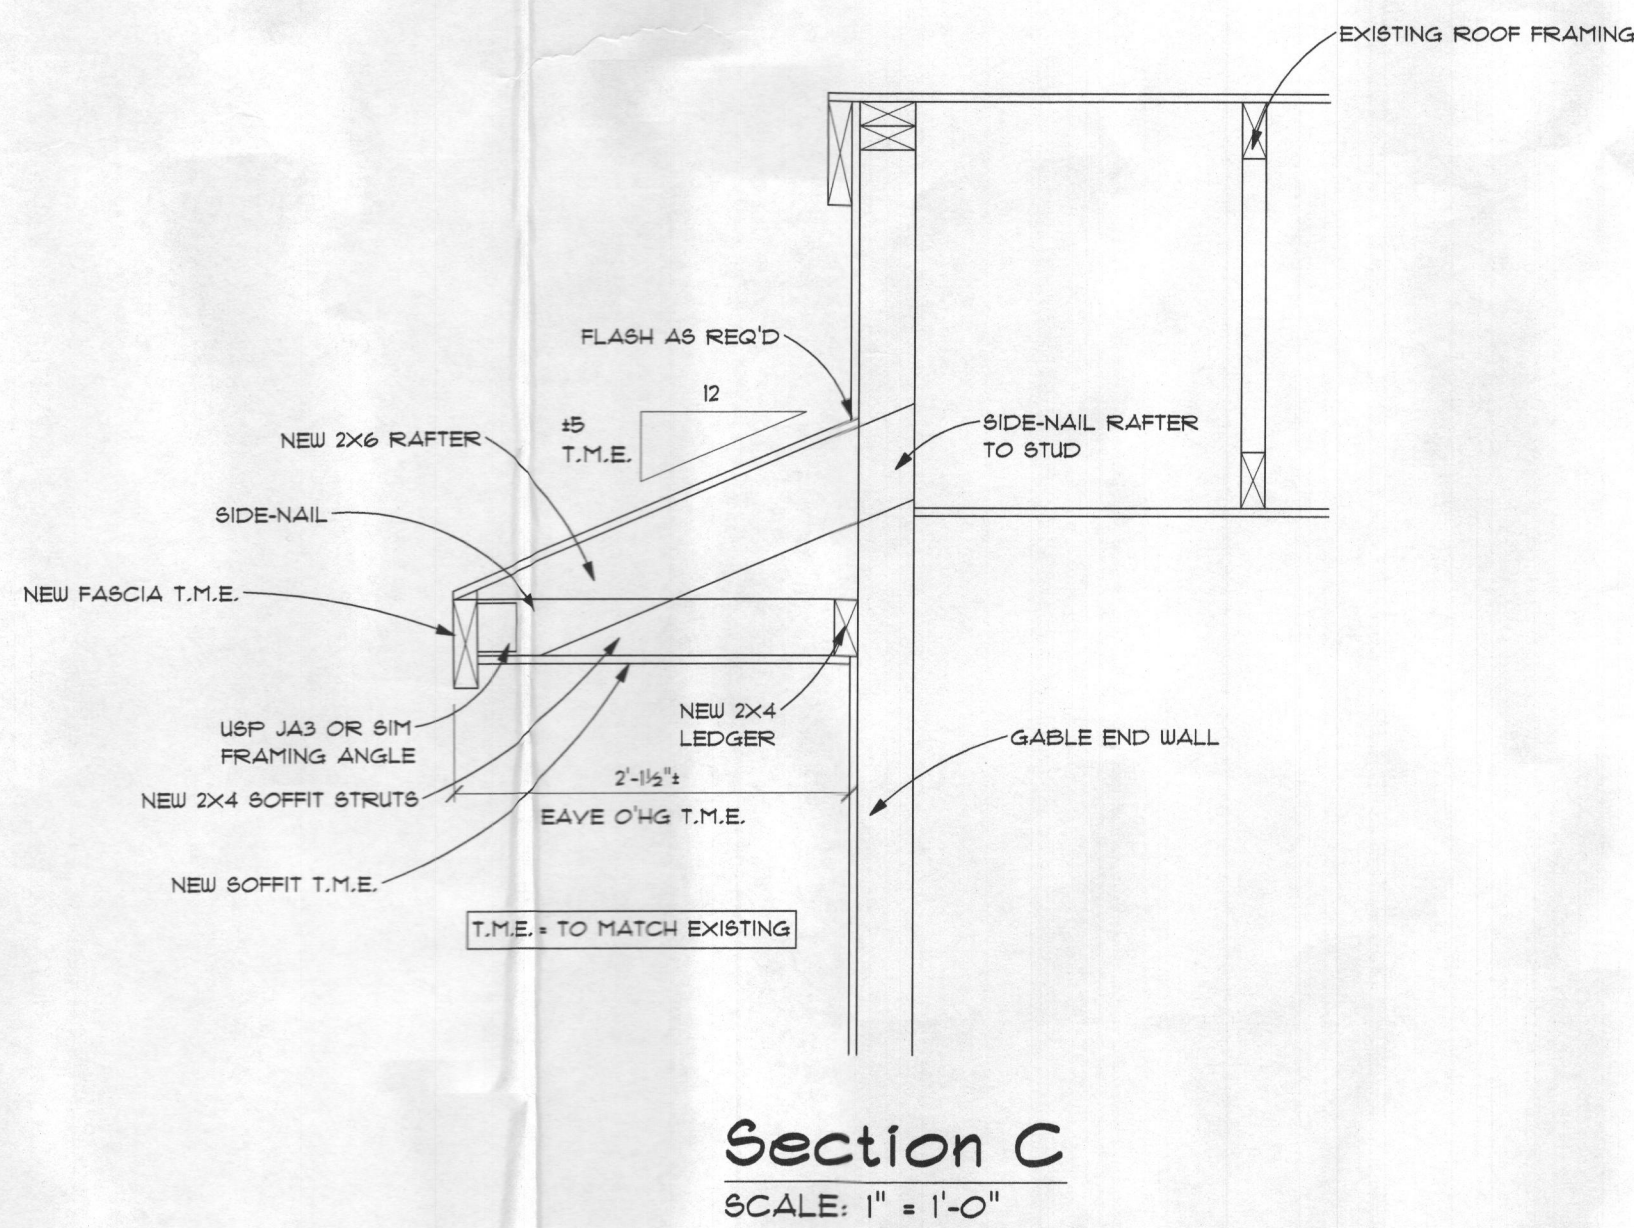 EXISTING ROOF FRAMING
FLASH AS REQ'D
12
±5
T.M.E.
NEW 2X6 RAFTER
SIDE-NAIL RAFTER
TO STUD
SIDE-NAIL
NEW FASCIA T.M.E.
USP JA3 OR SIM
FRAMING ANGLE
NEW 2X4
LEDGER
GABLE END WALL
2'-1½"±
NEW 2X4 SOFFIT STRUTS
EAVE O'HG T.M.E.
NEW SOFFIT T.M.E.
T.M.E. = TO MATCH EXISTING
Section C
SCALE: 1" = 1'-0"